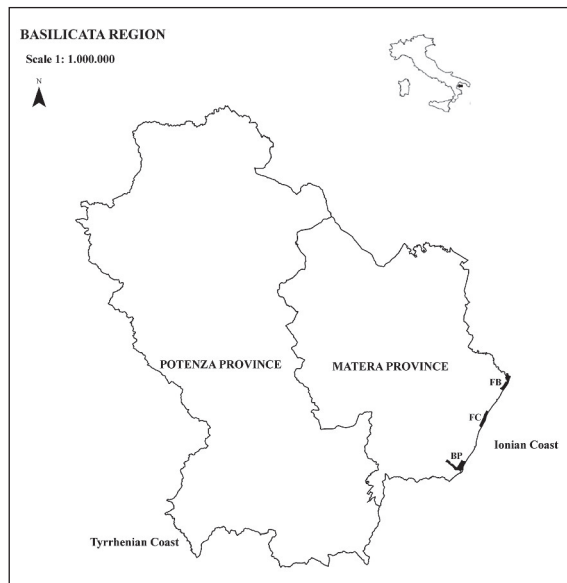 BASILICATA REGION
Scale 1: 1.000.000
N
POTENZA PROVINCE
MATERA PROVINCE
FB
FC
Ionian Coast
BP
Tyrrhenian Coast